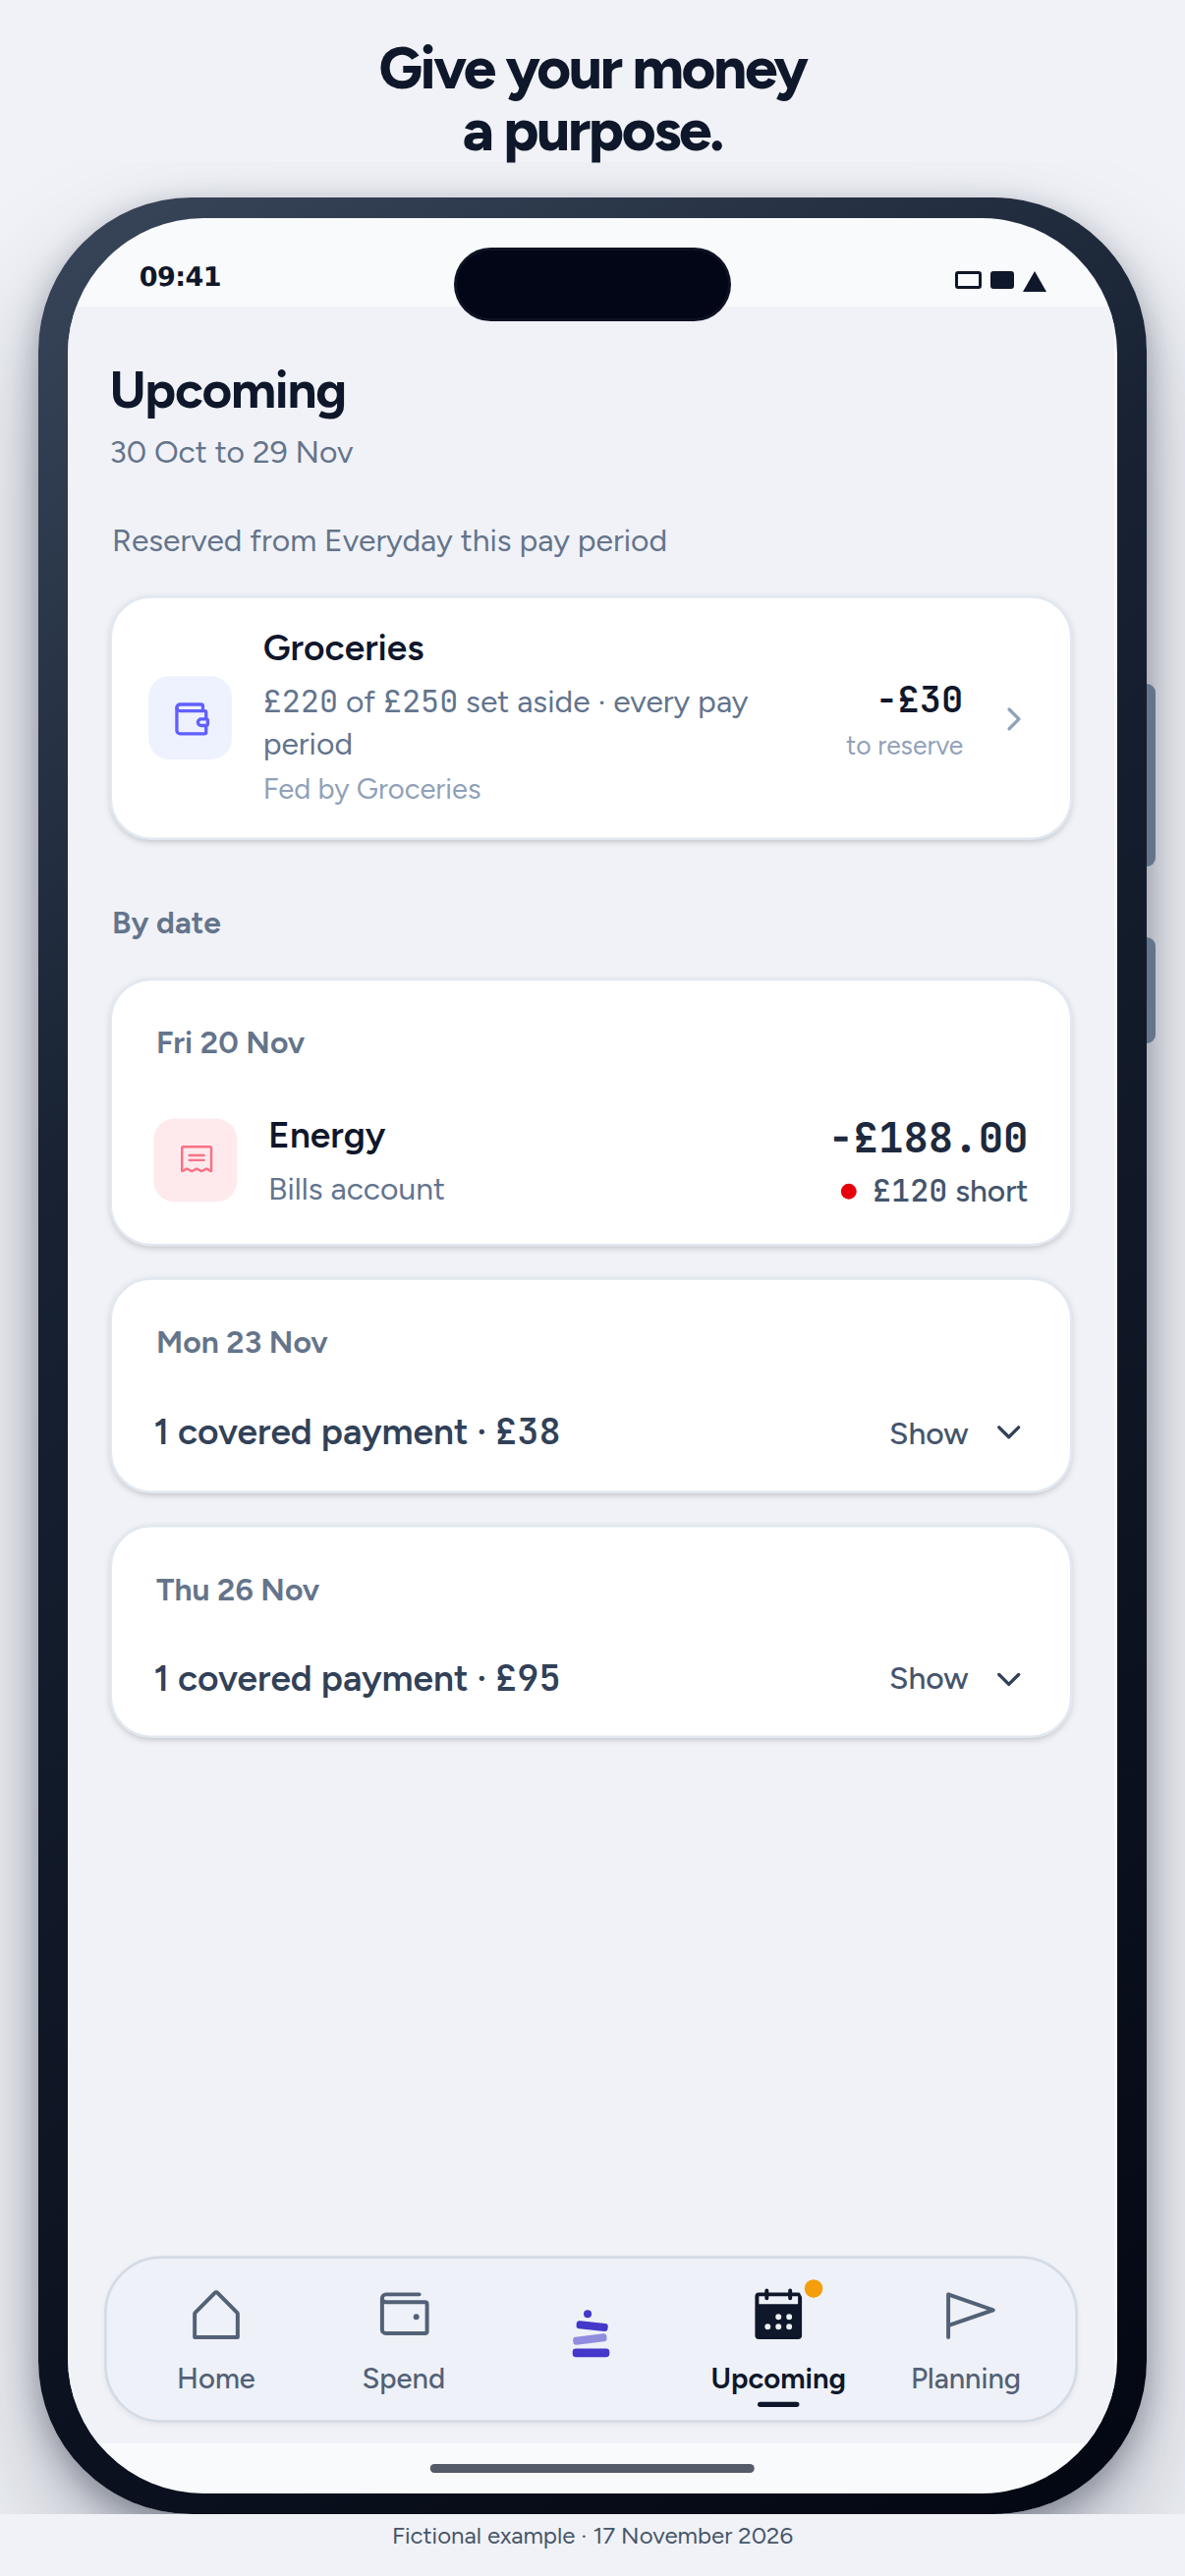 Give your money
a purpose.
09:41
Upcoming
30 Oct to 29 Nov
Reserved from Everyday this pay period
Groceries
£220 of £250 set aside · every pay
period
Fed by Groceries
-£30
to reserve
By date
Fri 20 Nov
Energy
Bills account
-£188.00
£120 short
Mon 23 Nov
1 covered payment · £38
Show
Thu 26 Nov
1 covered payment · £95
Show
Home
Spend
Upcoming
Planning
Fictional example · 17 November 2026